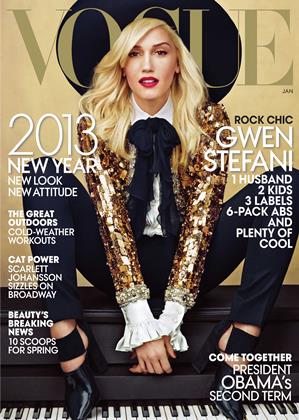 VOGUE
JAN
2013
NEW YEAR
NEW LOOK
NEW ATTITUDE
THE GREAT
OUTDOORS
COLD-WEATHER
WORKOUTS
CAT POWER
SCARLETT
JOHANSSON
SIZZLES ON
BROADWAY
BEAUTY'S
BREAKING
NEWS
10 SCOOPS
FOR SPRING
ROCK CHIC
GWEN
STEFANI
1 HUSBAND
2 KIDS
3 LABELS
6-PACK ABS
AND
PLENTY OF
COOL
COME TOGETHER
PRESIDENT
OBAMA'S
SECOND TERM